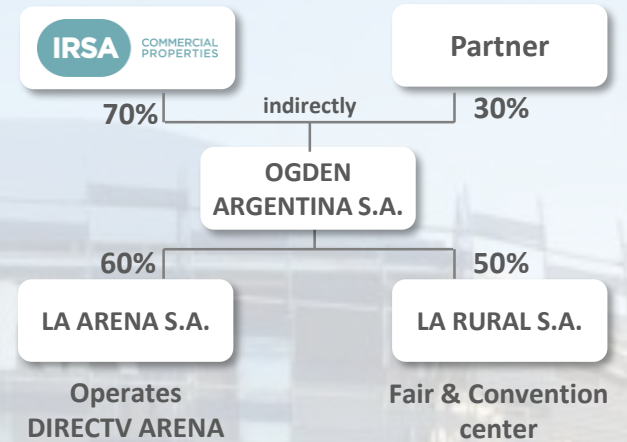 IRSA
COMMERCIAL
PROPERTIES
Partner
70%
indirectly
30%
OGDEN
ARGENTINA S.A.
60%
50%
LA ARENA S.A.
LA RURAL S.A.
Operates
DIRECTV ARENA
Fair & Convention
center